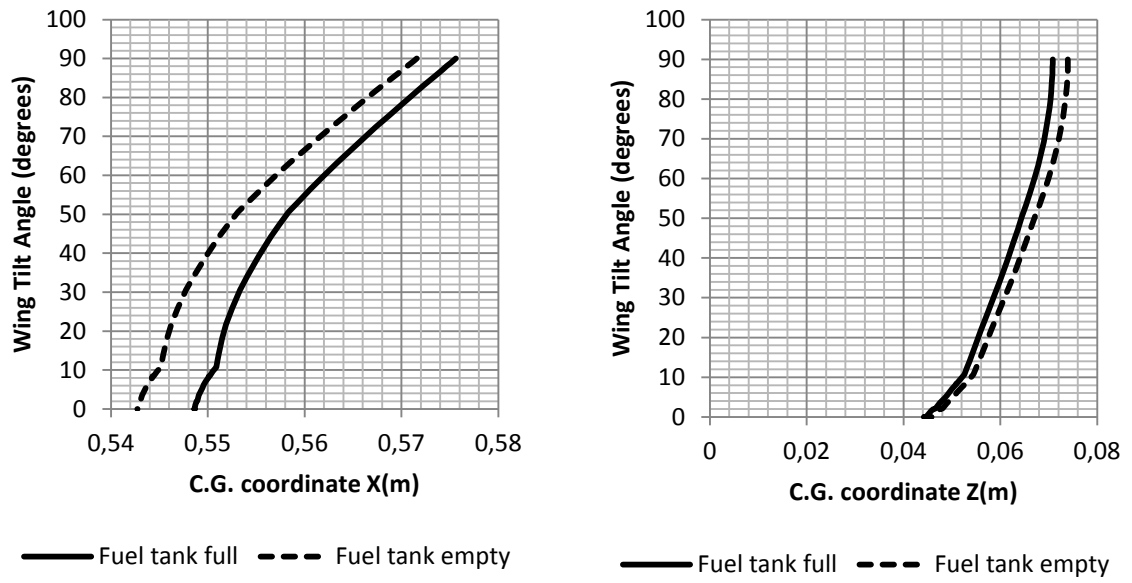 Wing Tilt Angle (degrees)
100
90
80
70
60
50
40
30
20
10
0
0,54 0,55 0,56 0,57 0,58
C.G. coordinate X(m)
Fuel tank full Fuel tank empty
Wing Tilt Angle (degrees)
100
90
80
70
60
50
40
30
20
10
0
0 0,02 0,04 0,06 0,08
C.G. coordinate Z(m)
Fuel tank full Fuel tank empty